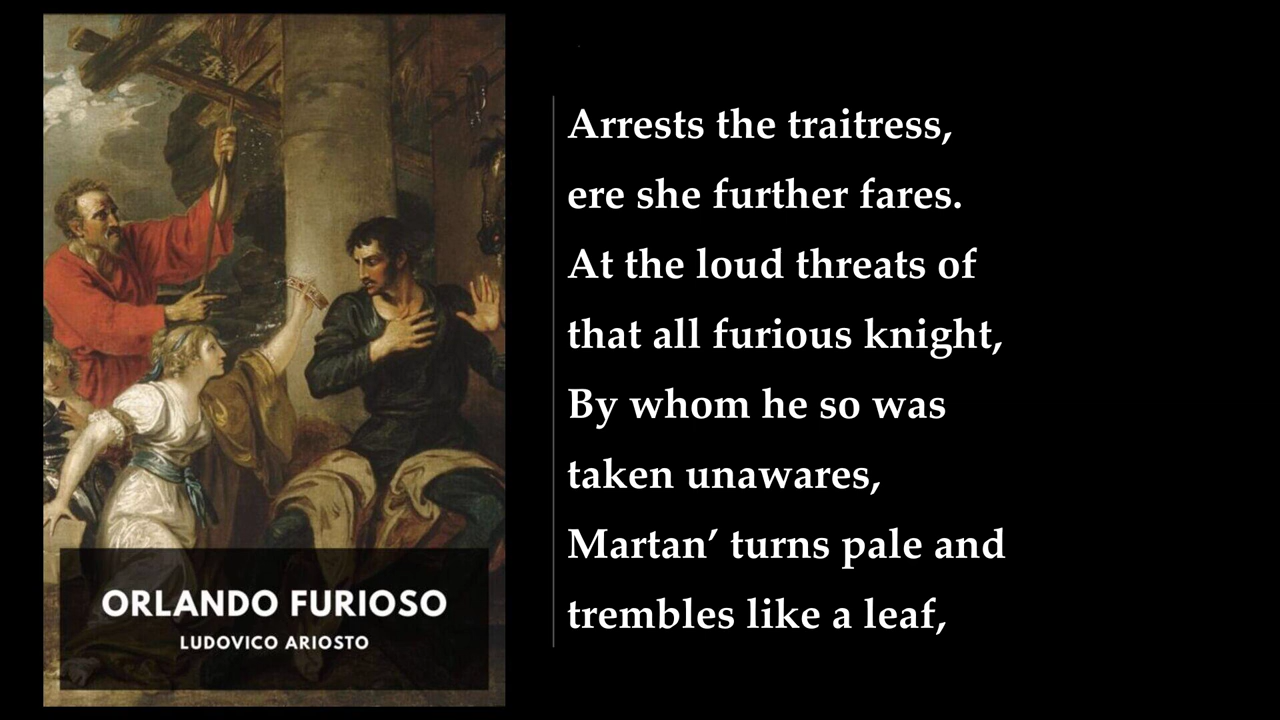 ORLANDO FURIOSO
LUDOVICO ARIOSTO
Arrests the traitress,
ere she further fares.
At the loud threats of
that all furious knight,
By whom he so was
taken unawares,
Martan’ turns pale and
trembles like a leaf,